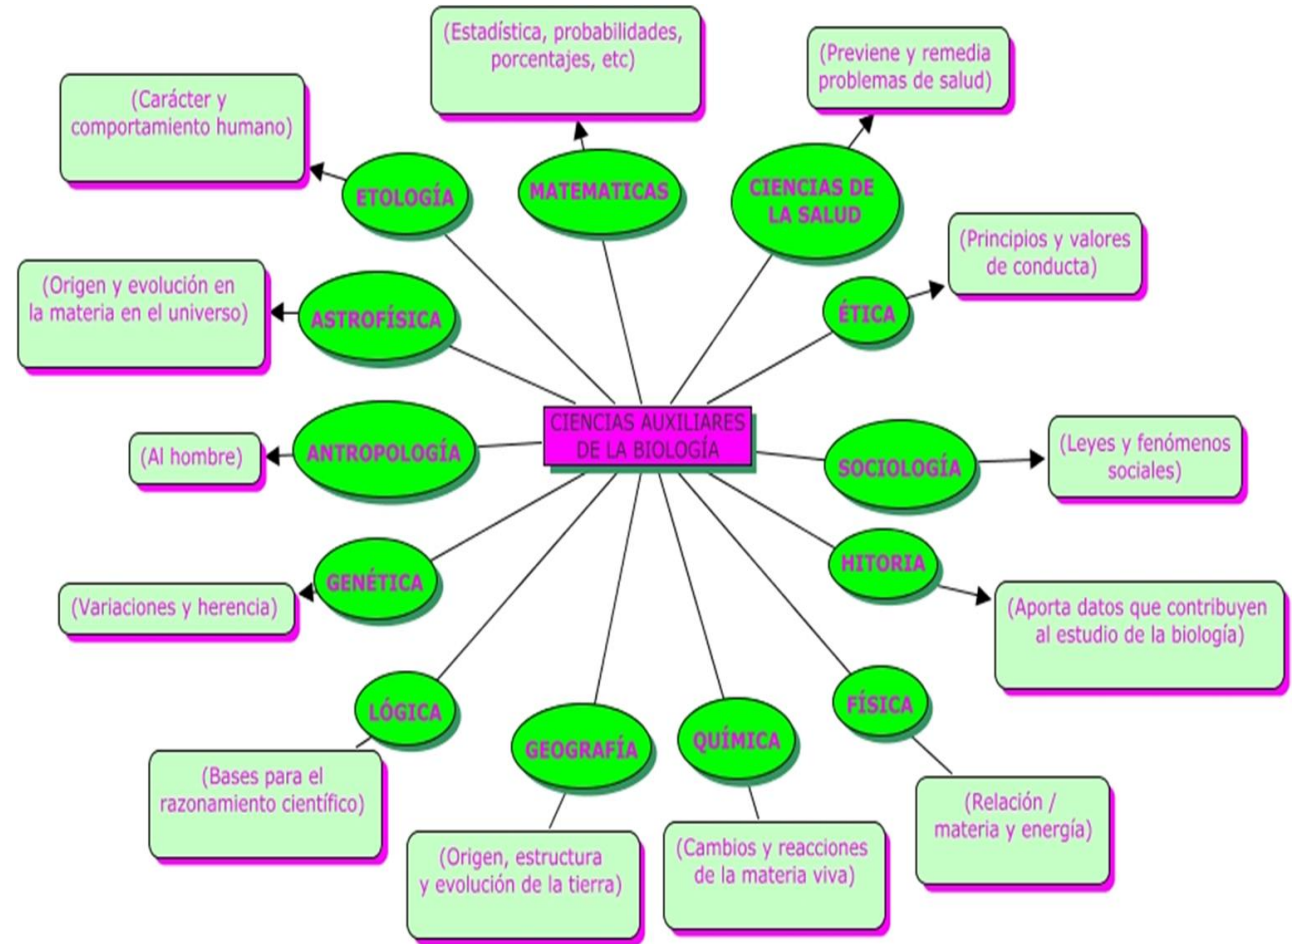 (Estadística, probabilidades,
porcentajes, etc)
(Previene y remedia
problemas de salud)
(Carácter y
comportamiento humano)
ETOLOGÍA
MATEMATICAS
CIENCIAS DE
LA SALUD
(Principios y valores
de conducta)
(Origen y evolución en
la materia en el universo)
ASTROFÍSICA
ÉTICA
CIENCIAS AUXILIARES
DE LA BIOLOGÍA
(Al hombre)
ANTROPOLOGÍA
SOCIOLOGÍA
(Leyes y fenómenos
sociales)
HITORIA
GENÉTICA
(Variaciones y herencia)
(Aporta datos que contribuyen
al estudio de la biología)
LÓGICA
FÍSICA
GEOGRAFÍA
QUÍMICA
(Bases para el
razonamiento científico)
(Relación /
materia y energía)
(Origen, estructura
y evolución de la tierra)
(Cambios y reacciones
de la materia viva)